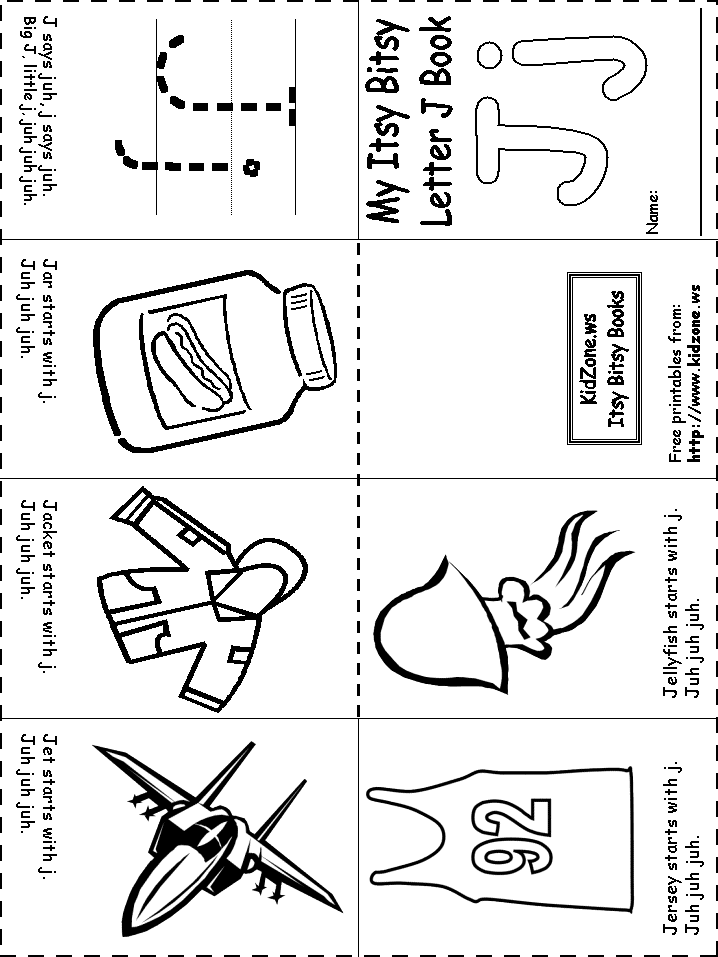 My Itsy Bitsy
Letter J Book
J j
Name:
J says juh, j says juh.
Big J, little j, juh juh juh.
J j
Jar starts with j.
Juh juh juh.
Jacket starts with j.
Juh juh juh.
Jet starts with j.
Juh juh juh.
Jersey starts with j.
Juh juh juh.
92
Jellyfish starts with j.
Juh juh juh.
KidZone.ws
Itsy Bitsy Books
Free printables from:
http://www.kidzone.ws